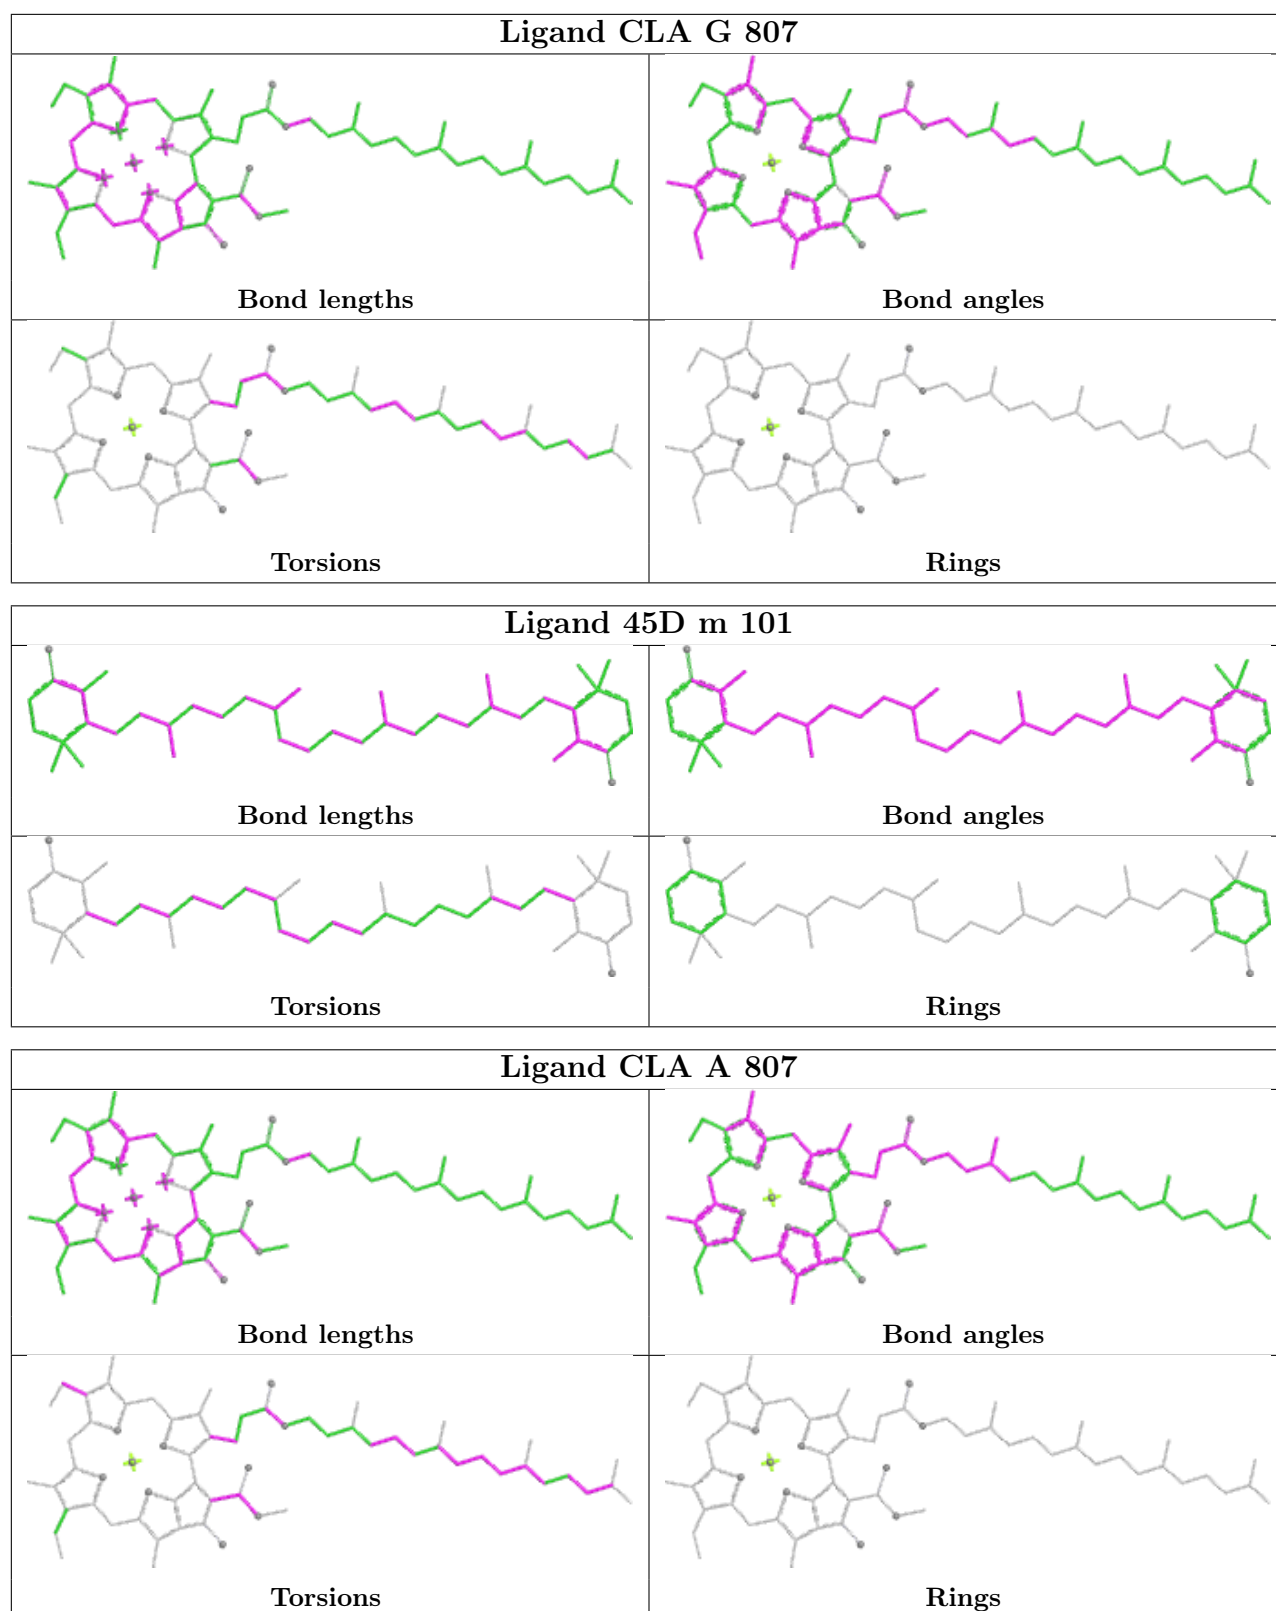 Ligand CLA G 807
Bond lengths
Bond angles
Torsions
Rings
Ligand 45D m 101
Bond lengths
Bond angles
Torsions
Rings
Ligand CLA A 807
Bond lengths
Bond angles
Torsions
Rings